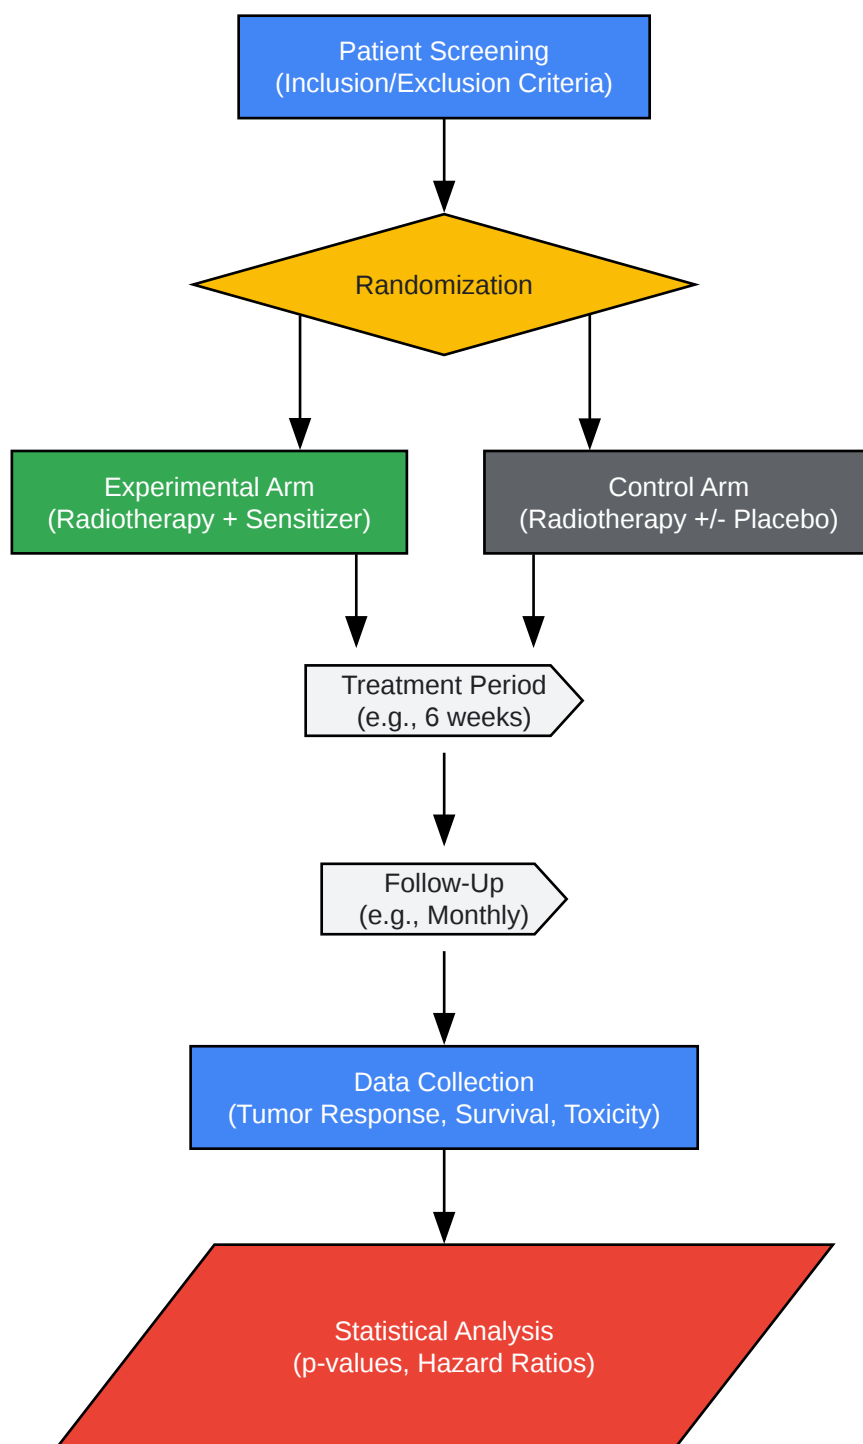 Patient Screening
(Inclusion/Exclusion Criteria)
Randomization
Experimental Arm
(Radiotherapy + Sensitizer)
Control Arm
(Radiotherapy +/- Placebo)
Treatment Period
(e.g., 6 weeks)
Follow-Up
(e.g., Monthly)
Data Collection
(Tumor Response, Survival, Toxicity)
Statistical Analysis
(p-values, Hazard Ratios)